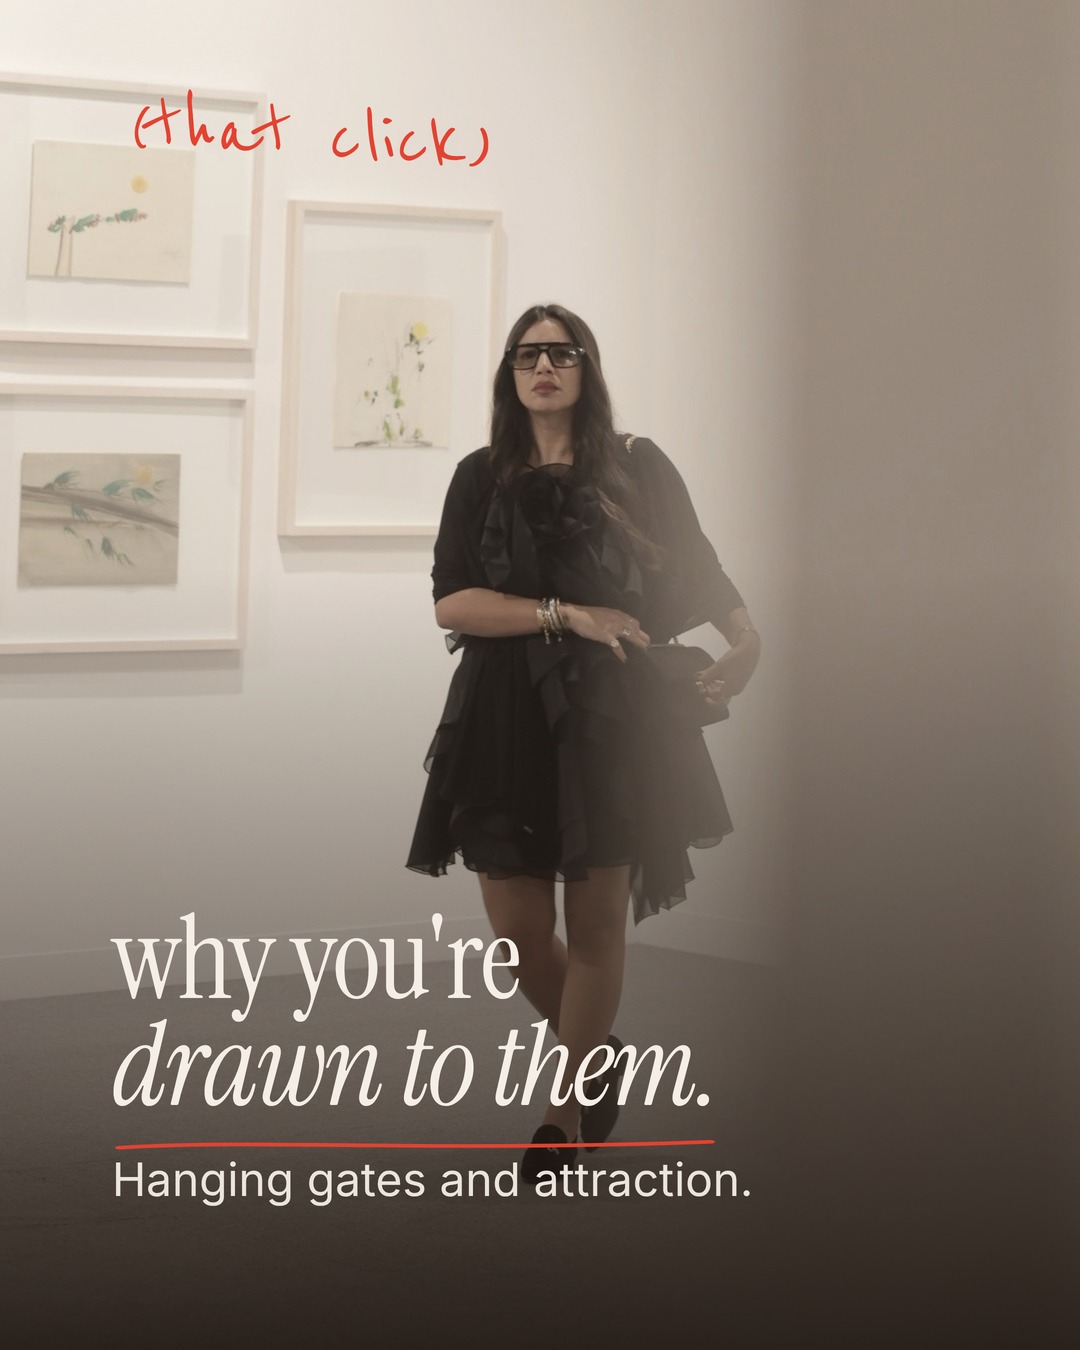 (that click)
why you're
drawn to them.
Hanging gates and attraction.